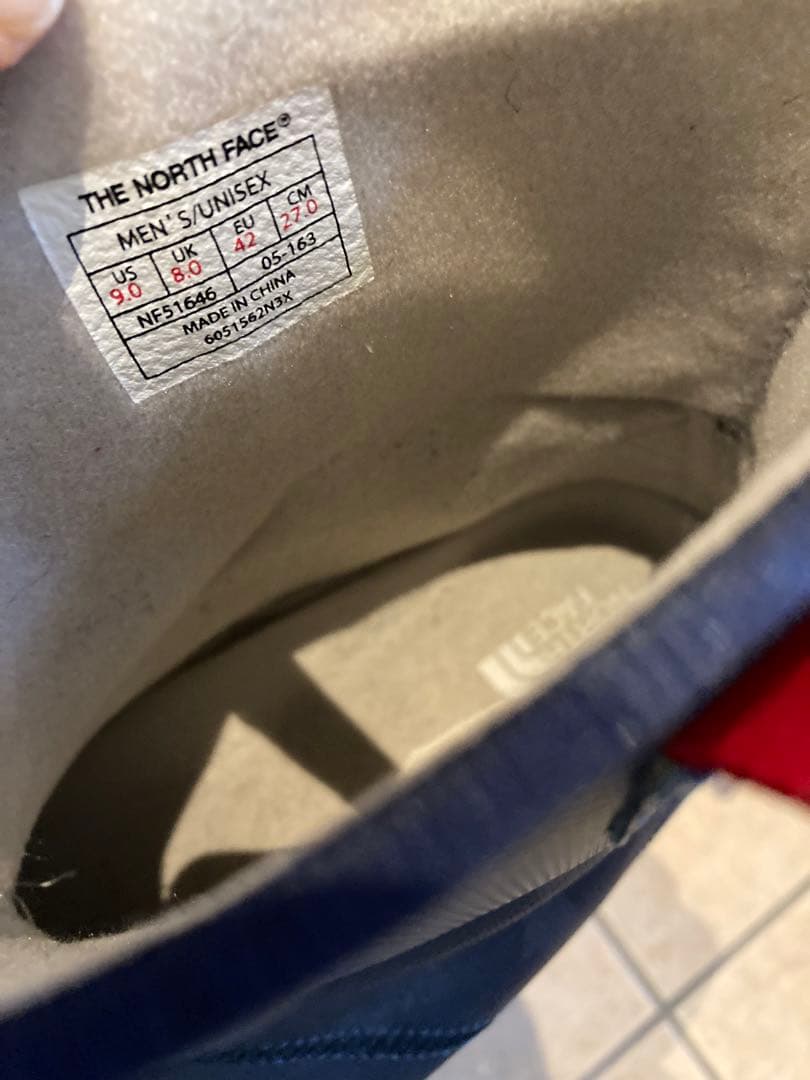 THE NORTH FACE®
MEN'S/UNISEX
US UK EU CM
9.0 8.0 42 27.0
NF51646 05-163
MADE IN CHINA
6051562N3X
FACE